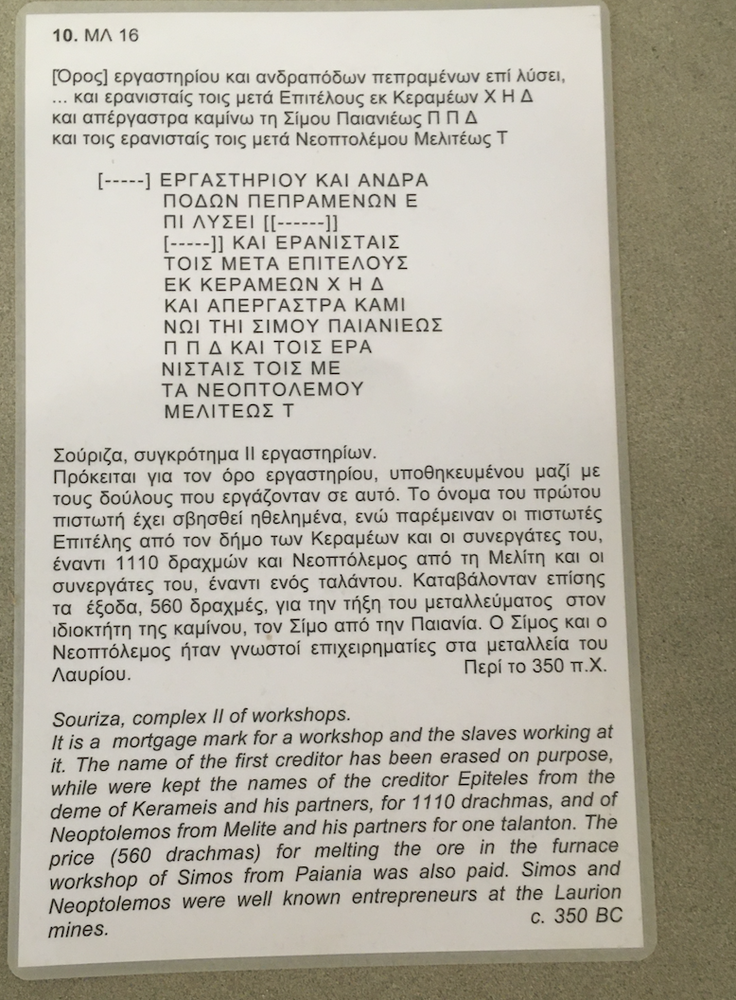 10. ΜΛ 16
[Όρος] εργαστηρίου και ανδραπόδων πεπραμένων επί λύσει,
... και ερανισταίς τοις μετά Επιτέλους εκ Κεραμέων Χ Η Δ
και απέργαστρα καμίνω τη Σίμου Παιανιέως Π Π Δ
και τοις ερανισταίς τοις μετά Νεοπτολέμου Μελιτέως Τ
[-----] ΕΡΓΑΣΤΗΡΙΟΥ ΚΑΙ ΑΝΔΡΑ
ΠΟΔΩΝ ΠΕΠΡΑΜΕΝΩΝ Ε
ΠΙ ΛΥΣΕΙ [[------]]
[-----]] ΚΑΙ ΕΡΑΝΙΣΤΑΙΣ
ΤΟΙΣ ΜΕΤΑ ΕΠΙΤΕΛΟΥΣ
ΕΚ ΚΕΡΑΜΕΩΝ Χ Η Δ
ΚΑΙ ΑΠΕΡΓΑΣΤΡΑ ΚΑΜΙ
ΝΩΙ ΤΗΙ ΣΙΜΟΥ ΠΑΙΑΝΙΕΩΣ
Π Π Δ ΚΑΙ ΤΟΙΣ ΕΡΑ
ΝΙΣΤΑΙΣ ΤΟΙΣ ΜΕ
ΤΑ ΝΕΟΠΤΟΛΕΜΟΥ
ΜΕΛΙΤΕΩΣ Τ
Σούριζα, συγκρότημα ΙΙ εργαστηρίων.
Πρόκειται για τον όρο εργαστηρίου, υποθηκευμένου μαζί με
τους δούλους που εργάζονταν σε αυτό. Το όνομα του πρώτου
πιστωτή έχει σβησθεί ηθελημένα, ενώ παρέμειναν οι πιστωτές
Επιτέλης από τον δήμο των Κεραμέων και οι συνεργάτες του,
έναντι 1110 δραχμών και Νεοπτόλεμος από τη Μελίτη και οι
συνεργάτες του, έναντι ενός ταλάντου. Καταβάλονταν επίσης
τα έξοδα, 560 δραχμές, για την τήξη του μεταλλεύματος στον
ιδιοκτήτη της καμίνου, τον Σίμο από την Παιανία. Ο Σίμος και ο
Νεοπτόλεμος ήταν γνωστοί επιχειρηματίες στα μεταλλεία του
Λαυρίου. Περί το 350 π.Χ.
Souriza, complex II of workshops.
It is a mortgage mark for a workshop and the slaves working at
it. The name of the first creditor has been erased on purpose,
while were kept the names of the creditor Epiteles from the
deme of Kerameis and his partners, for 1110 drachmas, and of
Neoptolemos from Melite and his partners for one talanton. The
price (560 drachmas) for melting the ore in the furnace
workshop of Simos from Paiania was also paid. Simos and
Neoptolemos were well known entrepreneurs at the Laurion
mines. c. 350 BC